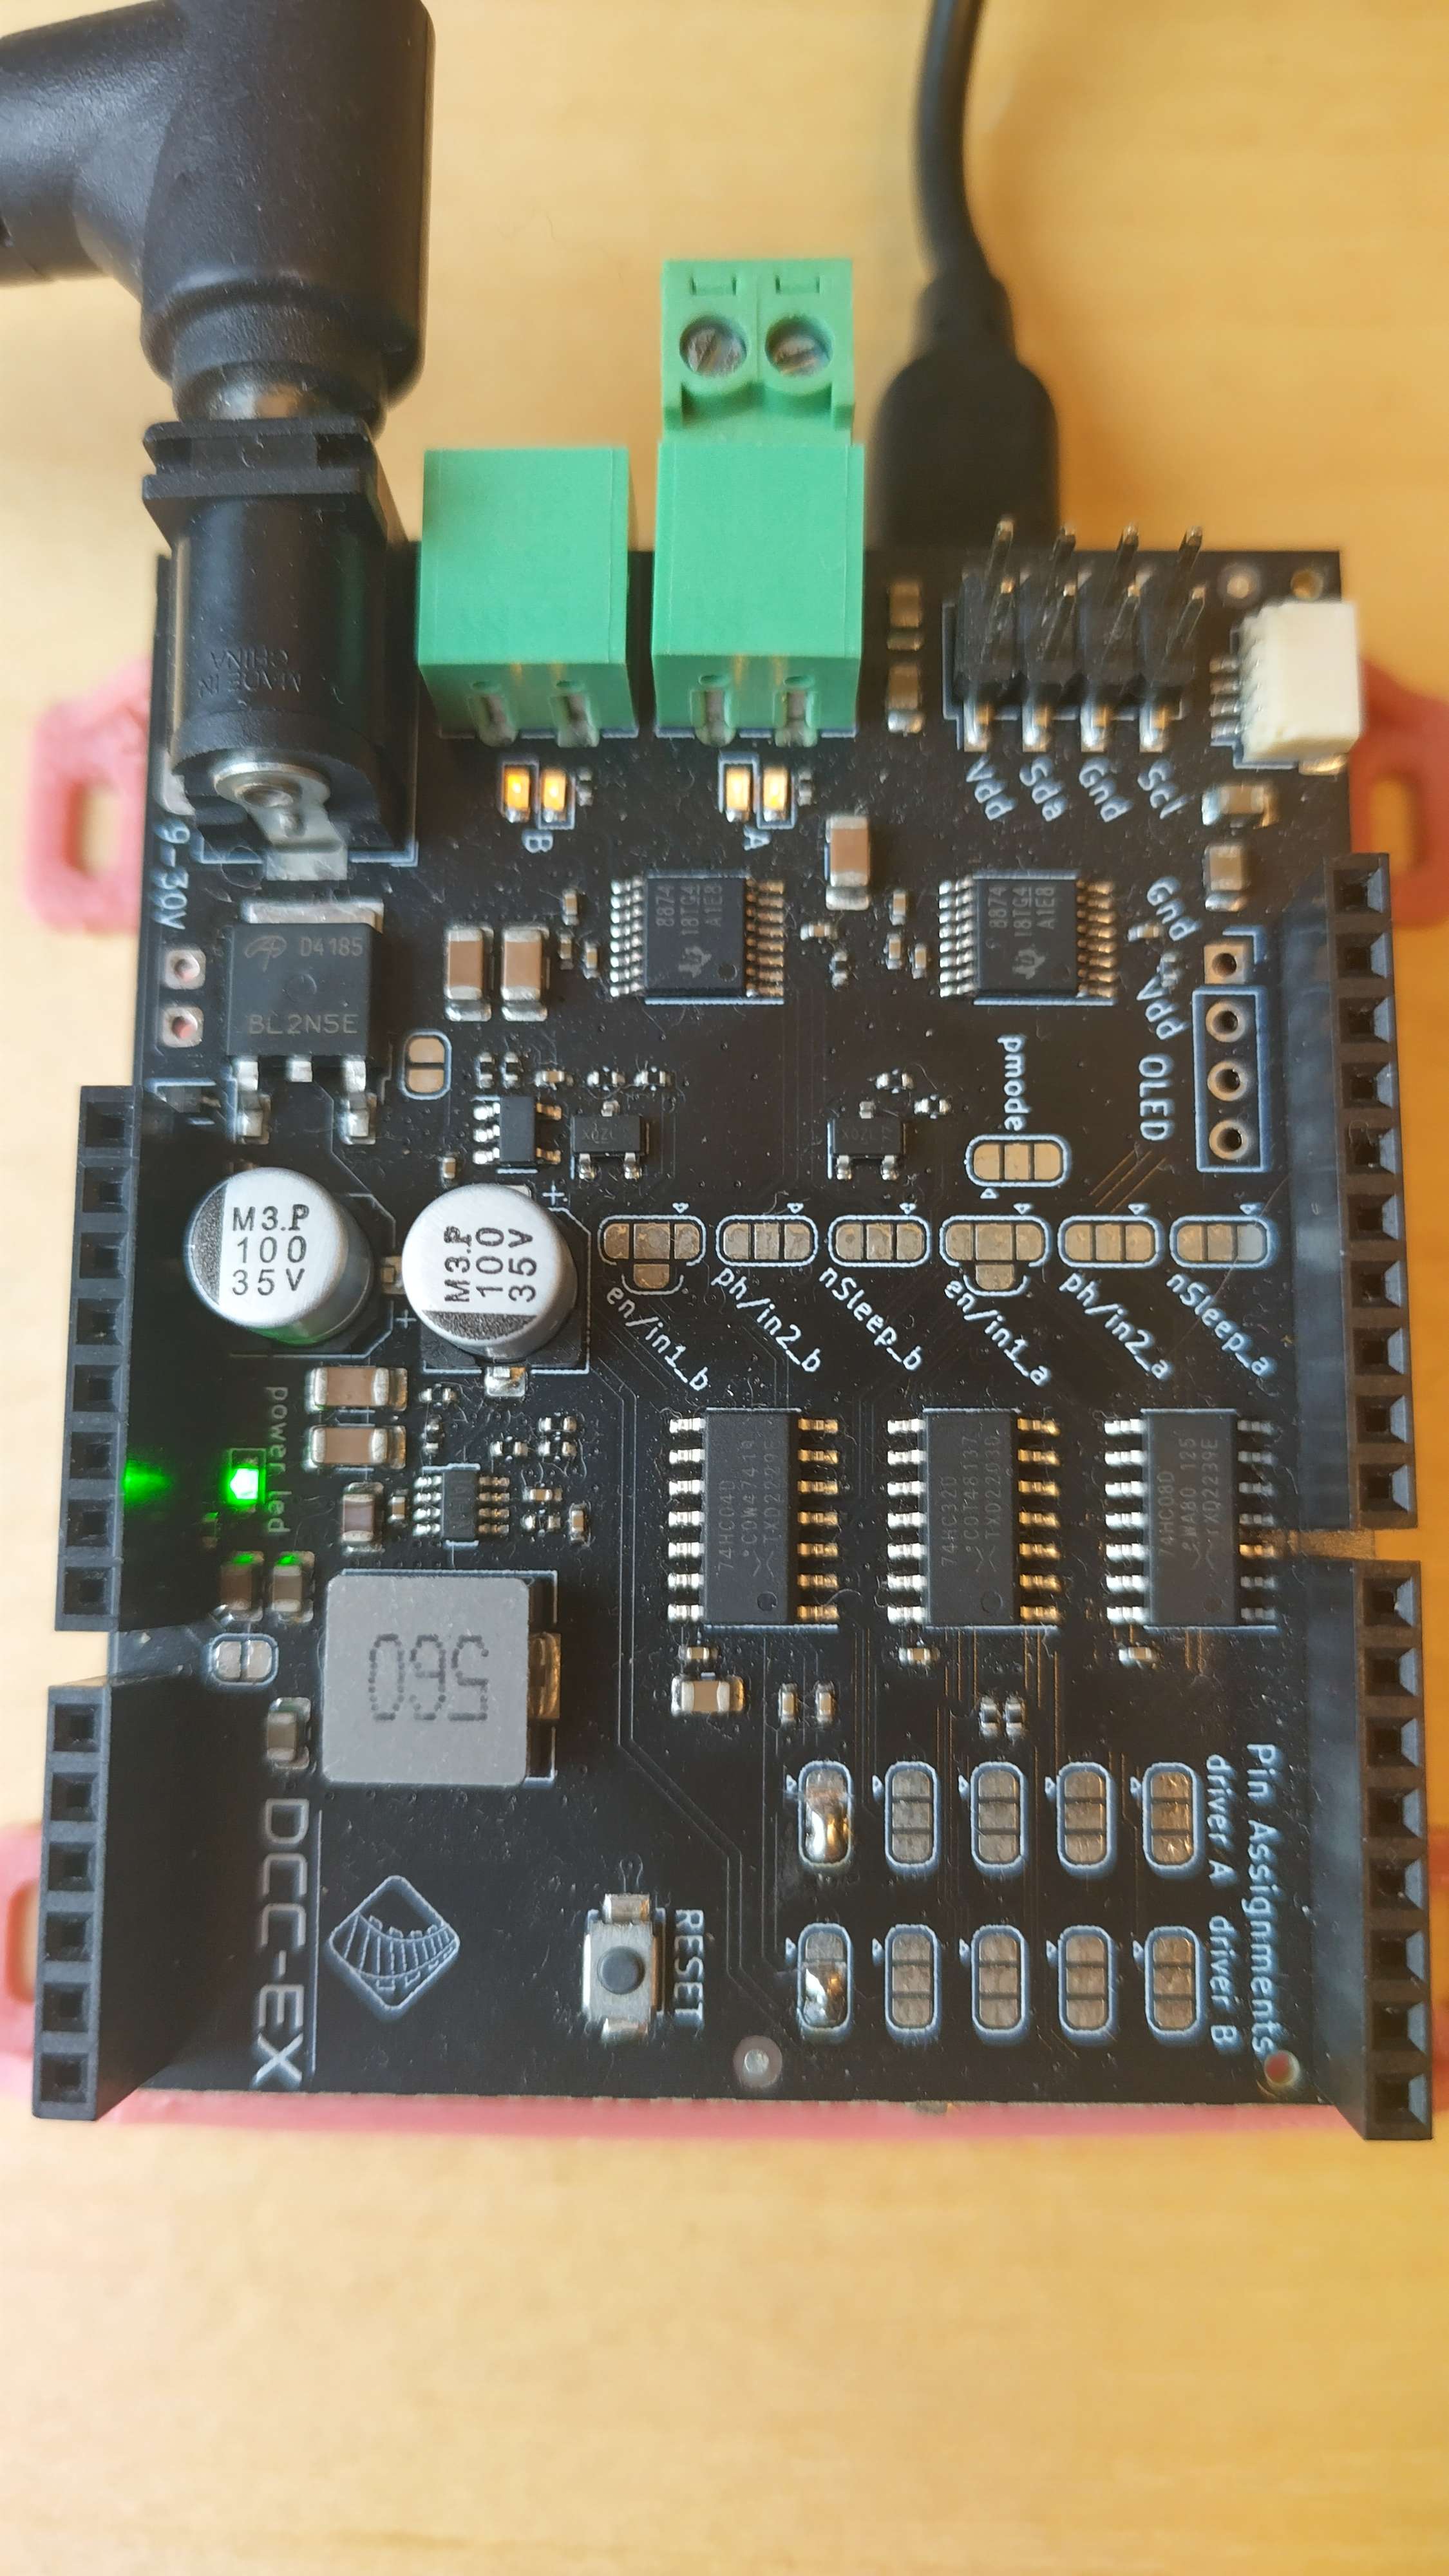 MADE IN
CHINA
Vdd
Sda
Gnd
Scl
B
A
9-30V
D4185
BL2N5E
8874
18TG4
A1E8
8874
18TG4
A1E8
Gnd
Vdd
OLED
pmode
M3.P
100
35V
M3.P
100
35V
+
+
en/in1_b
ph/in2_b
nSleep_b
en/in1_a
ph/in2_a
nSleep_a
power led
74HC04D
74HC32D
74HC08D
TXD2229E
560
DCC-EX
RESET
Pin Assignments
driver A driver B